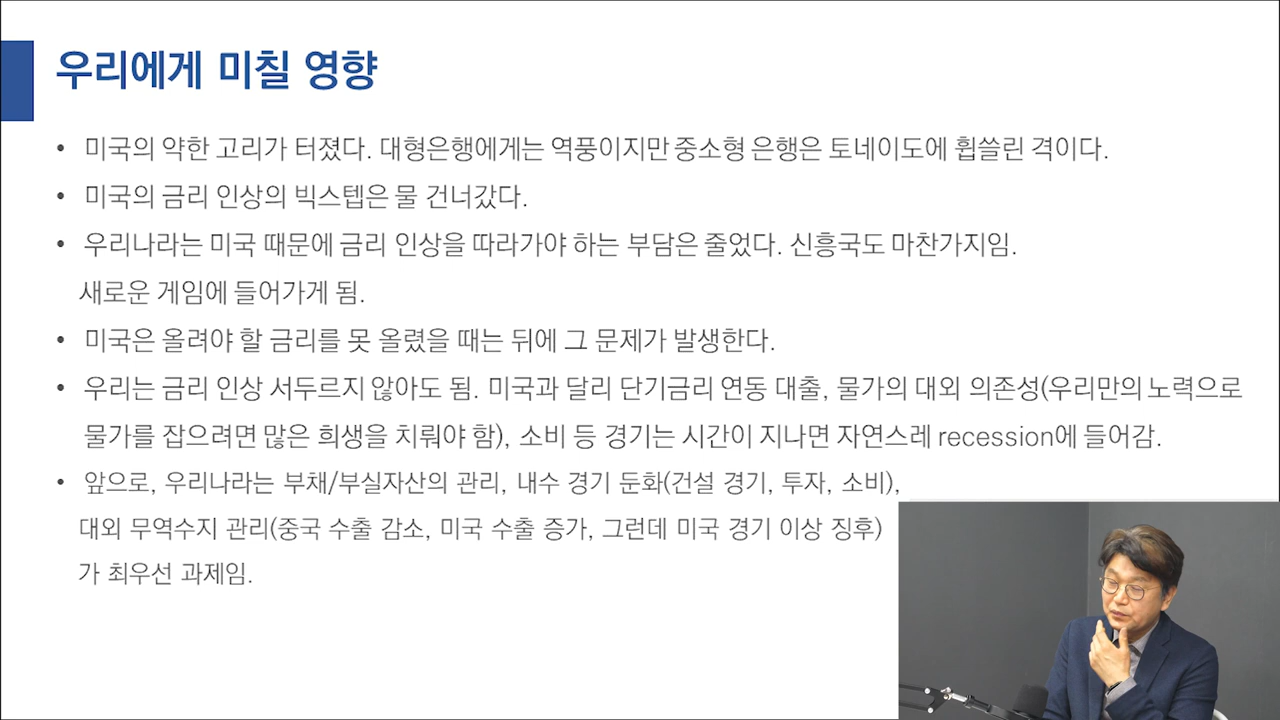 우리에게 미칠 영향
• 미국의 약한 고리가 터졌다. 대형은행에게는 역풍이지만 중소형 은행은 토네이도에 휩쓸린 격이다.
• 미국의 금리 인상의 빅스텝은 물 건너갔다.
• 우리나라는 미국 때문에 금리 인상을 따라가야 하는 부담은 줄었다. 신흥국도 마찬가지임.
새로운 게임에 들어가게 됨.
• 미국은 올려야 할 금리를 못 올렸을 때는 뒤에 그 문제가 발생한다.
• 우리는 금리 인상 서두르지 않아도 됨. 미국과 달리 단기금리 연동 대출, 물가의 대외 의존성(우리만의 노력으로
물가를 잡으려면 많은 희생을 치뤄야 함), 소비 등 경기는 시간이 지나면 자연스레 recession에 들어감.
• 앞으로, 우리나라는 부채/부실자산의 관리, 내수 경기 둔화(건설 경기, 투자, 소비),
대외 무역수지 관리(중국 수출 감소, 미국 수출 증가, 그런데 미국 경기 이상 징후)
가 최우선 과제임.